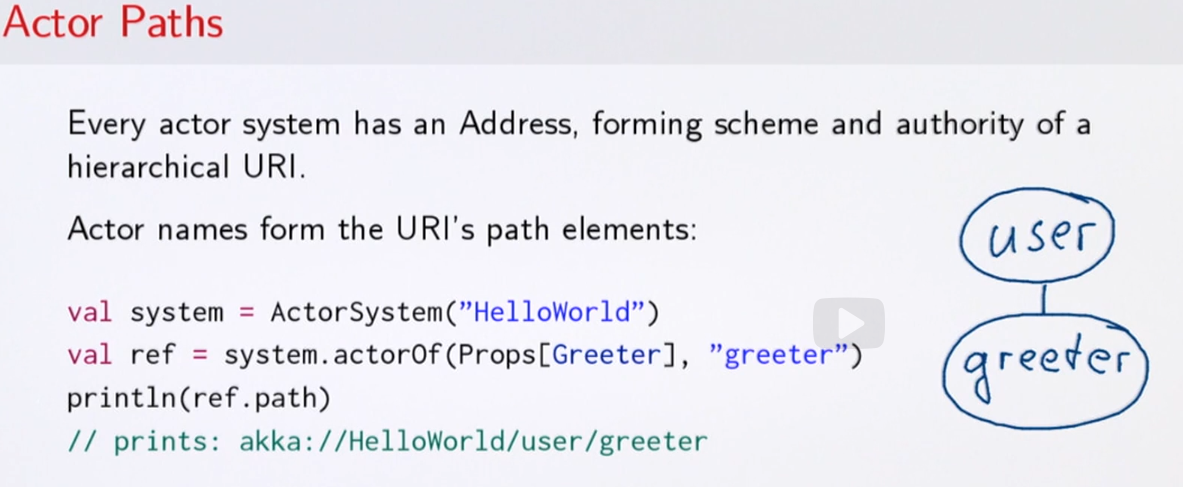 Actor Paths
Every actor system has an Address, forming scheme and authority of a
hierarchical URI.
Actor names form the URI's path elements:
val system = ActorSystem(”HelloWorld”)
val ref = system.actorOf(Props[Greeter], ”greeter”)
println(ref.path)
// prints: akka://HelloWorld/user/greeter
user
greeter